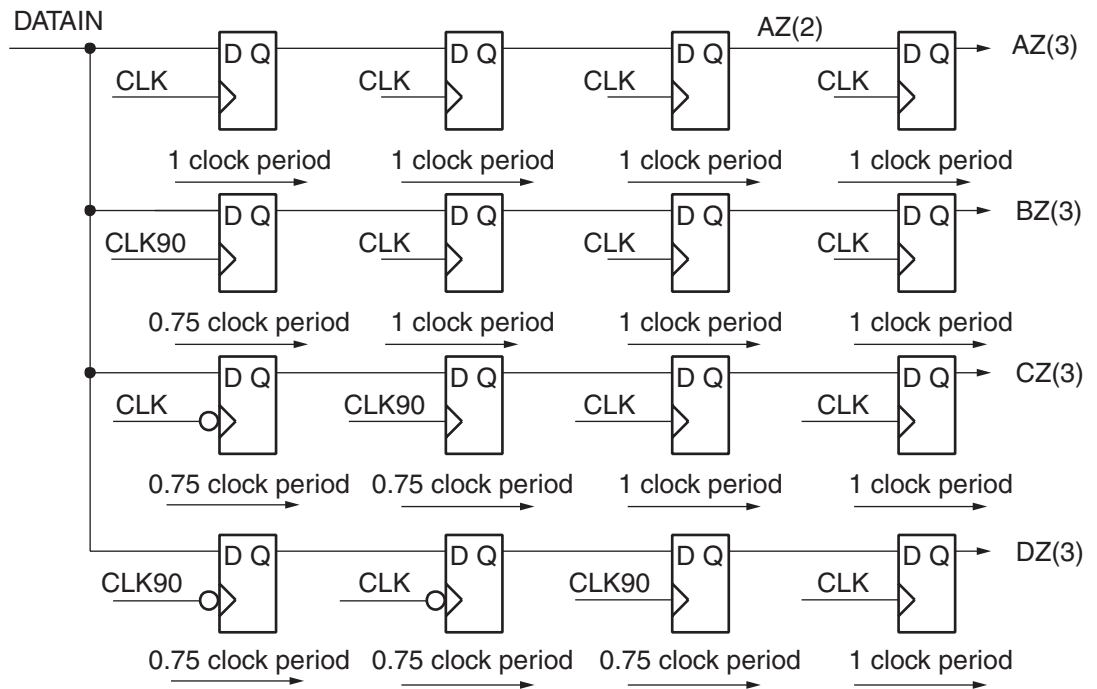 DATAIN
AZ(2)
D Q D Q D Q D Q AZ(3)
CLK CLK CLK CLK
1 clock period 1 clock period 1 clock period 1 clock period
D Q D Q D Q D Q BZ(3)
CLK90 CLK CLK CLK
0.75 clock period 1 clock period 1 clock period 1 clock period
D Q D Q D Q D Q CZ(3)
CLK CLK90 CLK CLK
0.75 clock period 0.75 clock period 1 clock period 1 clock period
D Q D Q D Q D Q DZ(3)
CLK90 CLK CLK90 CLK
0.75 clock period 0.75 clock period 0.75 clock period 1 clock period